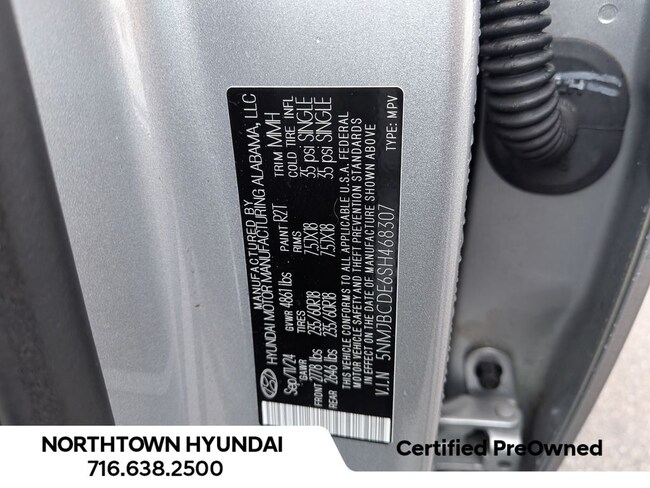 MANUFACTURED BY
HYUNDAI MOTOR MANUFACTURING ALABAMA, LLC
Sep/11/24 GVWR 4861 lbs PAINT R2T TRIM MMH
GAWR TIRES RIMS COLD TIRE INFL
FRONT 2778 lbs 235/60R18 7.5JX18 35 psi SINGLE
REAR 2646 lbs 235/60R18 7.5JX18 35 psi SINGLE
THIS VEHICLE CONFORMS TO ALL APPLICABLE U.S.A. FEDERAL
MOTOR VEHICLE SAFETY AND THEFT PREVENTION STANDARDS
IN EFFECT ON THE DATE OF MANUFACTURE SHOWN ABOVE
V.I.N 5NMJBCDE6SH468307 TYPE: MPV
NORTHTOWN HYUNDAI
716.638.2500
Certified PreOwned